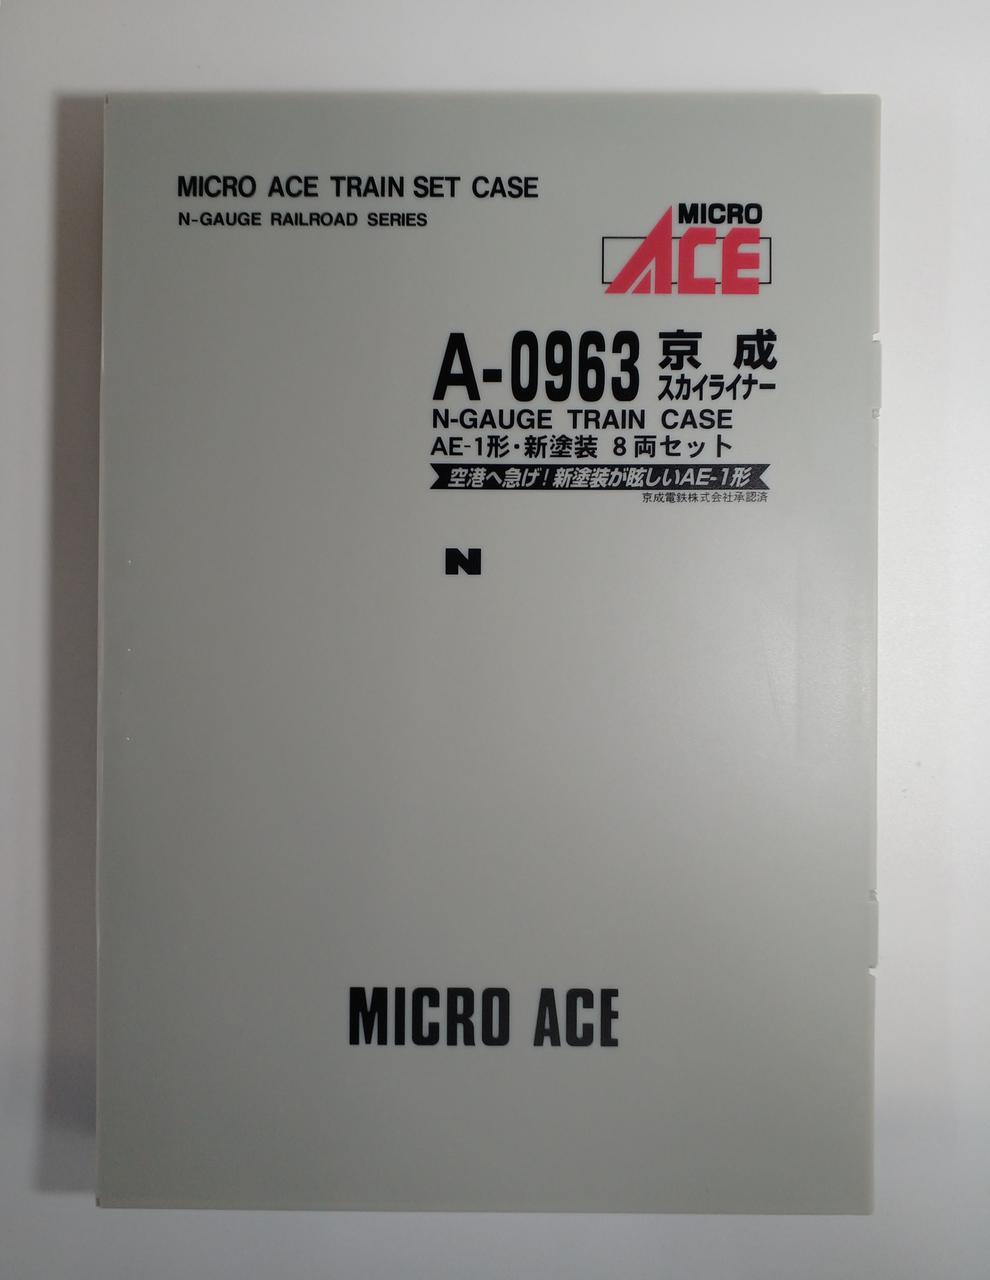 MICRO ACE TRAIN SET CASE
N-GAUGE RAILROAD SERIES
MICRO
ACE
A-0963 京成
スカイライナー
N-GAUGE TRAIN CASE
AE-1形・新塗装 8両セット
空港へ急げ!新塗装が眩しいAE-1形
京成電鉄株式会社承認済
N
MICRO ACE